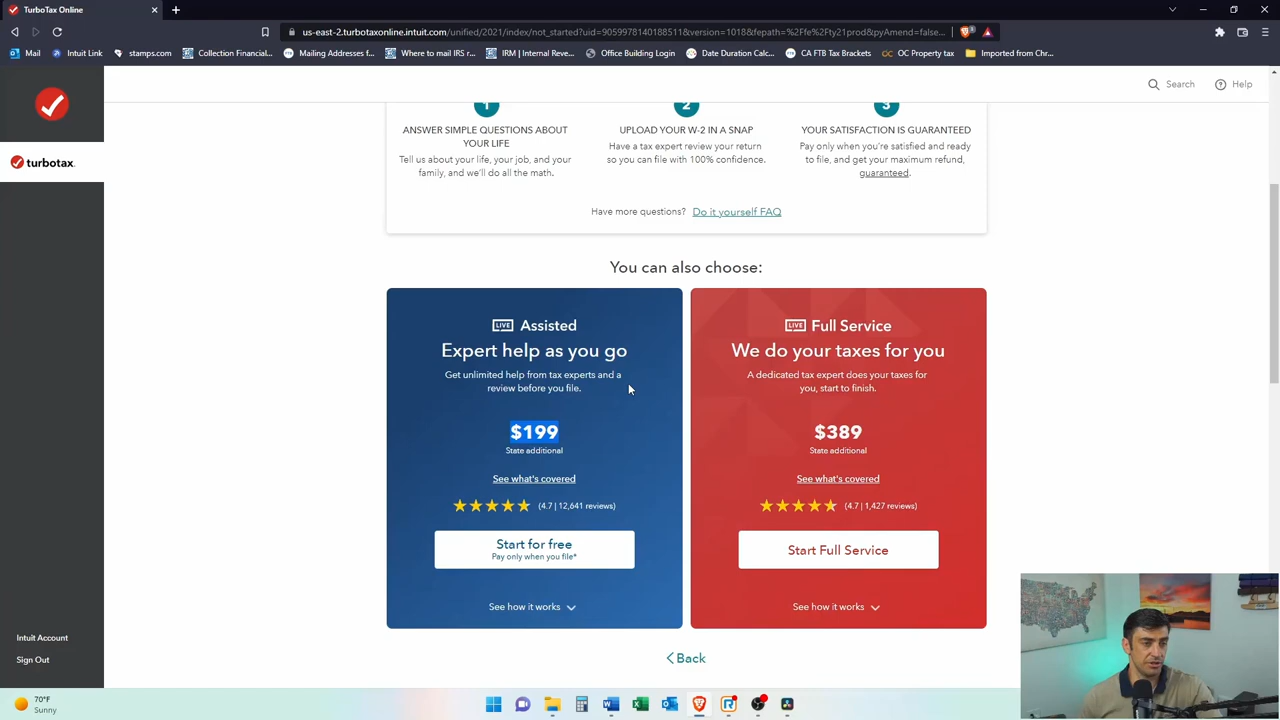 TurboTax Online
us-east-2.turbotaxonline.intuit.com/unified/2021/index/not_started?uid=9059978140188511&version=1018&fepath=%2Ffe%2Fty21prod&pyAmend=false...
Mail
Intuit Link
stamps.com
Collection Financial...
Mailing Addresses f...
Where to mail IRS r...
IRM | Internal Reve...
Office Building Login
Date Duration Calc...
CA FTB Tax Brackets
OC Property tax
Imported from Chr...
Search
Help
turbotax.
1
2
3
ANSWER SIMPLE QUESTIONS ABOUT
YOUR LIFE
Tell us about your life, your job, and your
family, and we'll do all the math.
UPLOAD YOUR W-2 IN A SNAP
Have a tax expert review your return
so you can file with 100% confidence.
YOUR SATISFACTION IS GUARANTEED
Pay only when you're satisfied and ready
to file, and get your maximum refund,
guaranteed.
Have more questions? Do it yourself FAQ
You can also choose:
LIVE Assisted
Expert help as you go
Get unlimited help from tax experts and a
review before you file.
$199
State additional
See what's covered
(4.7 | 12,641 reviews)
Start for free
Pay only when you file*
See how it works
LIVE Full Service
We do your taxes for you
A dedicated tax expert does your taxes for
you, start to finish.
$389
State additional
See what's covered
(4.7 | 1,427 reviews)
Start Full Service
See how it works
Back
Intuit Account
Sign Out
70°F
Sunny